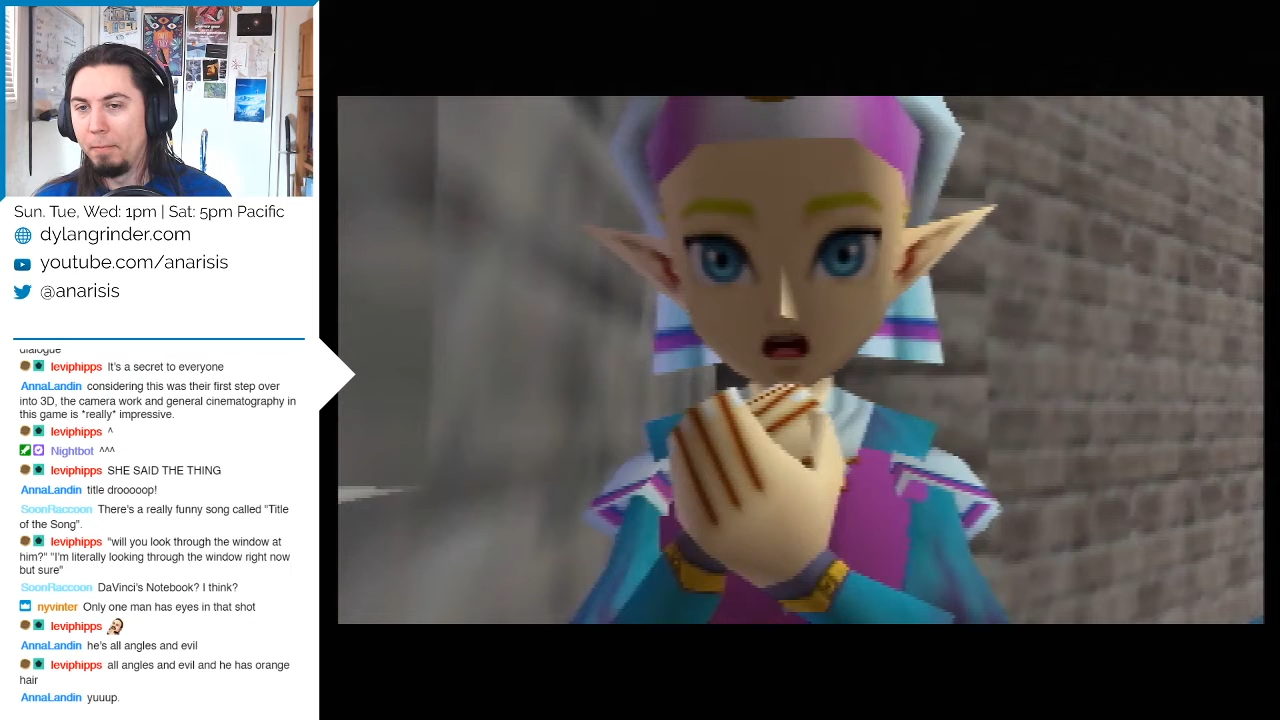 Sun. Tue, Wed: 1pm | Sat: 5pm Pacific
dylangrinder.com
youtube.com/anarisis
@anarisis
dialogue
leviphipps It's a secret to everyone
AnnaLandin considering this was their first step over
into 3D, the camera work and general cinematography in
this game is *really* impressive.
leviphipps ^
Nightbot ^^^
leviphipps SHE SAID THE THING
AnnaLandin title drooooop!
SoonRaccoon There's a really funny song called "Title
of the Song".
leviphipps "will you look through the window at
him?" "I'm literally looking through the window right now
but sure"
SoonRaccoon DaVinci's Notebook? I think?
nyvinter Only one man has eyes in that shot
leviphipps
AnnaLandin he's all angles and evil
leviphipps all angles and evil and he has orange
hair
AnnaLandin yuuup.